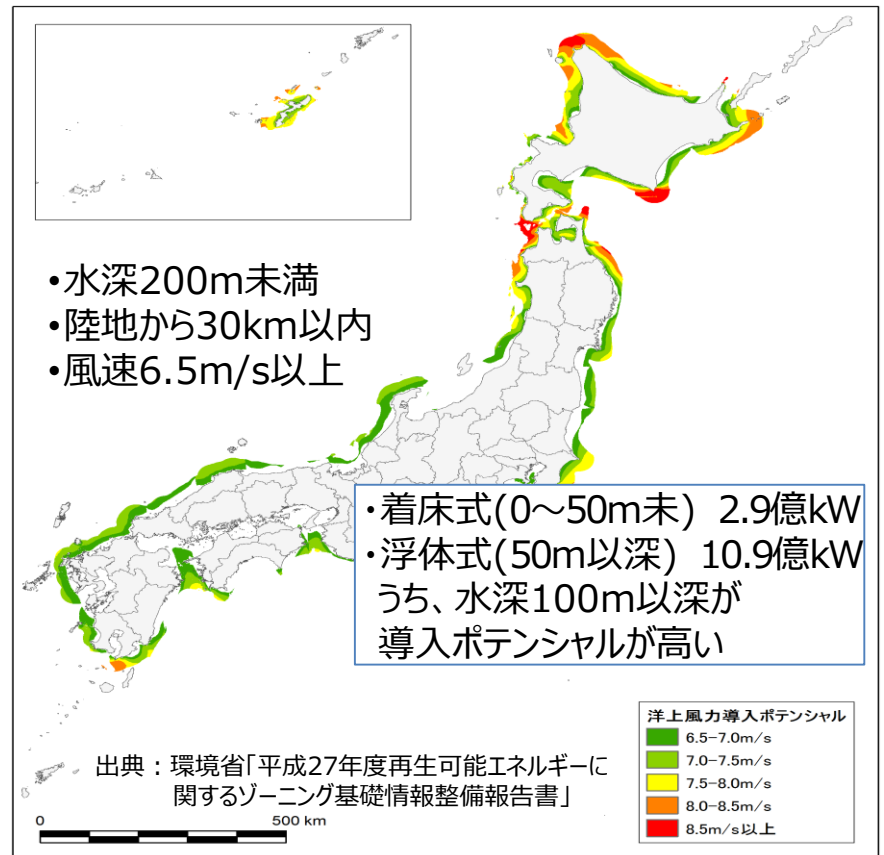 •水深200m未満
•陸地から30km以内
•風速6.5m/s以上
・着床式(0～50m未) 2.9億kW
・浮体式(50m以深) 10.9億kW
うち、水深100m以深が
導入ポテンシャルが高い
洋上風力導入ポテンシャル
6.5-7.0m/s
7.0-7.5m/s
7.5-8.0m/s
8.0-8.5m/s
8.5m/s以上
出典：環境省「平成27年度再生可能エネルギーに
関するゾーニング基礎情報整備報告書」
0 500 km